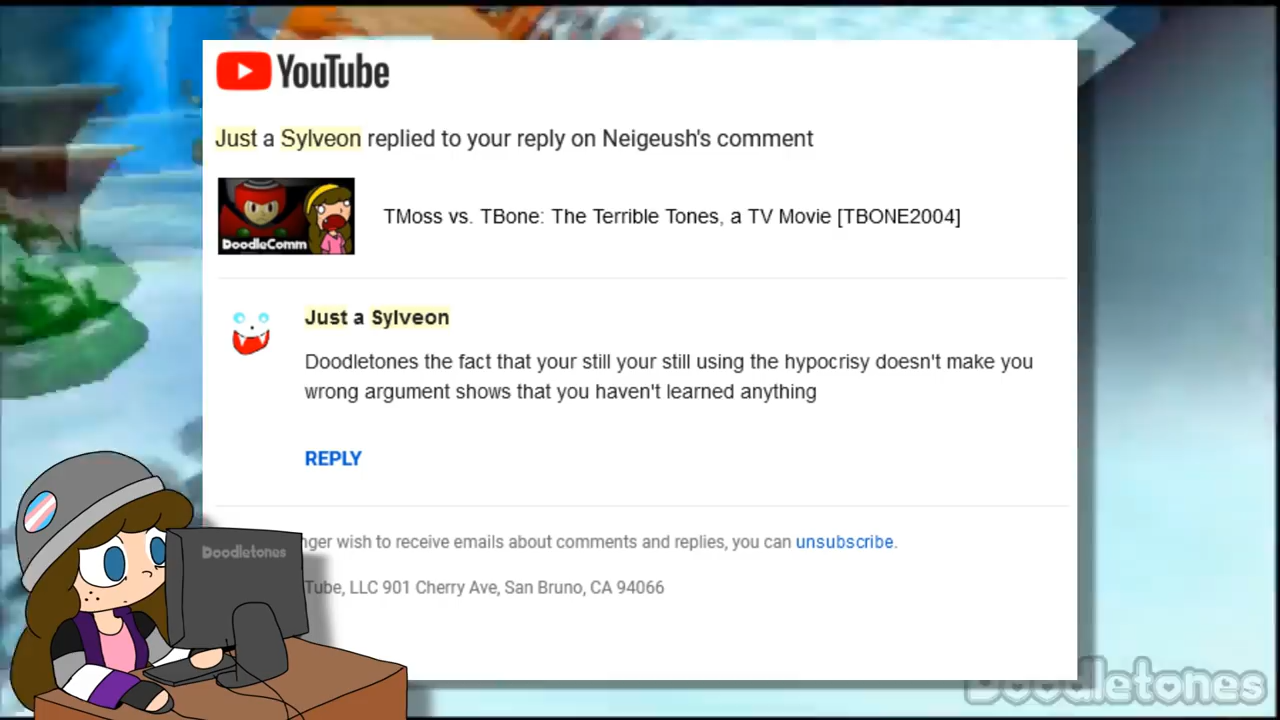 YouTube
Just a Sylveon replied to your reply on Neigeush's comment
DoodleComm
TMoss vs. TBone: The Terrible Tones, a TV Movie [TBONE2004]
Just a Sylveon
Doodletones the fact that your still your still using the hypocrisy doesn't make you
wrong argument shows that you haven't learned anything
REPLY
nger wish to receive emails about comments and replies, you can unsubscribe.
Doodletones
Tube, LLC 901 Cherry Ave, San Bruno, CA 94066
Doodletones